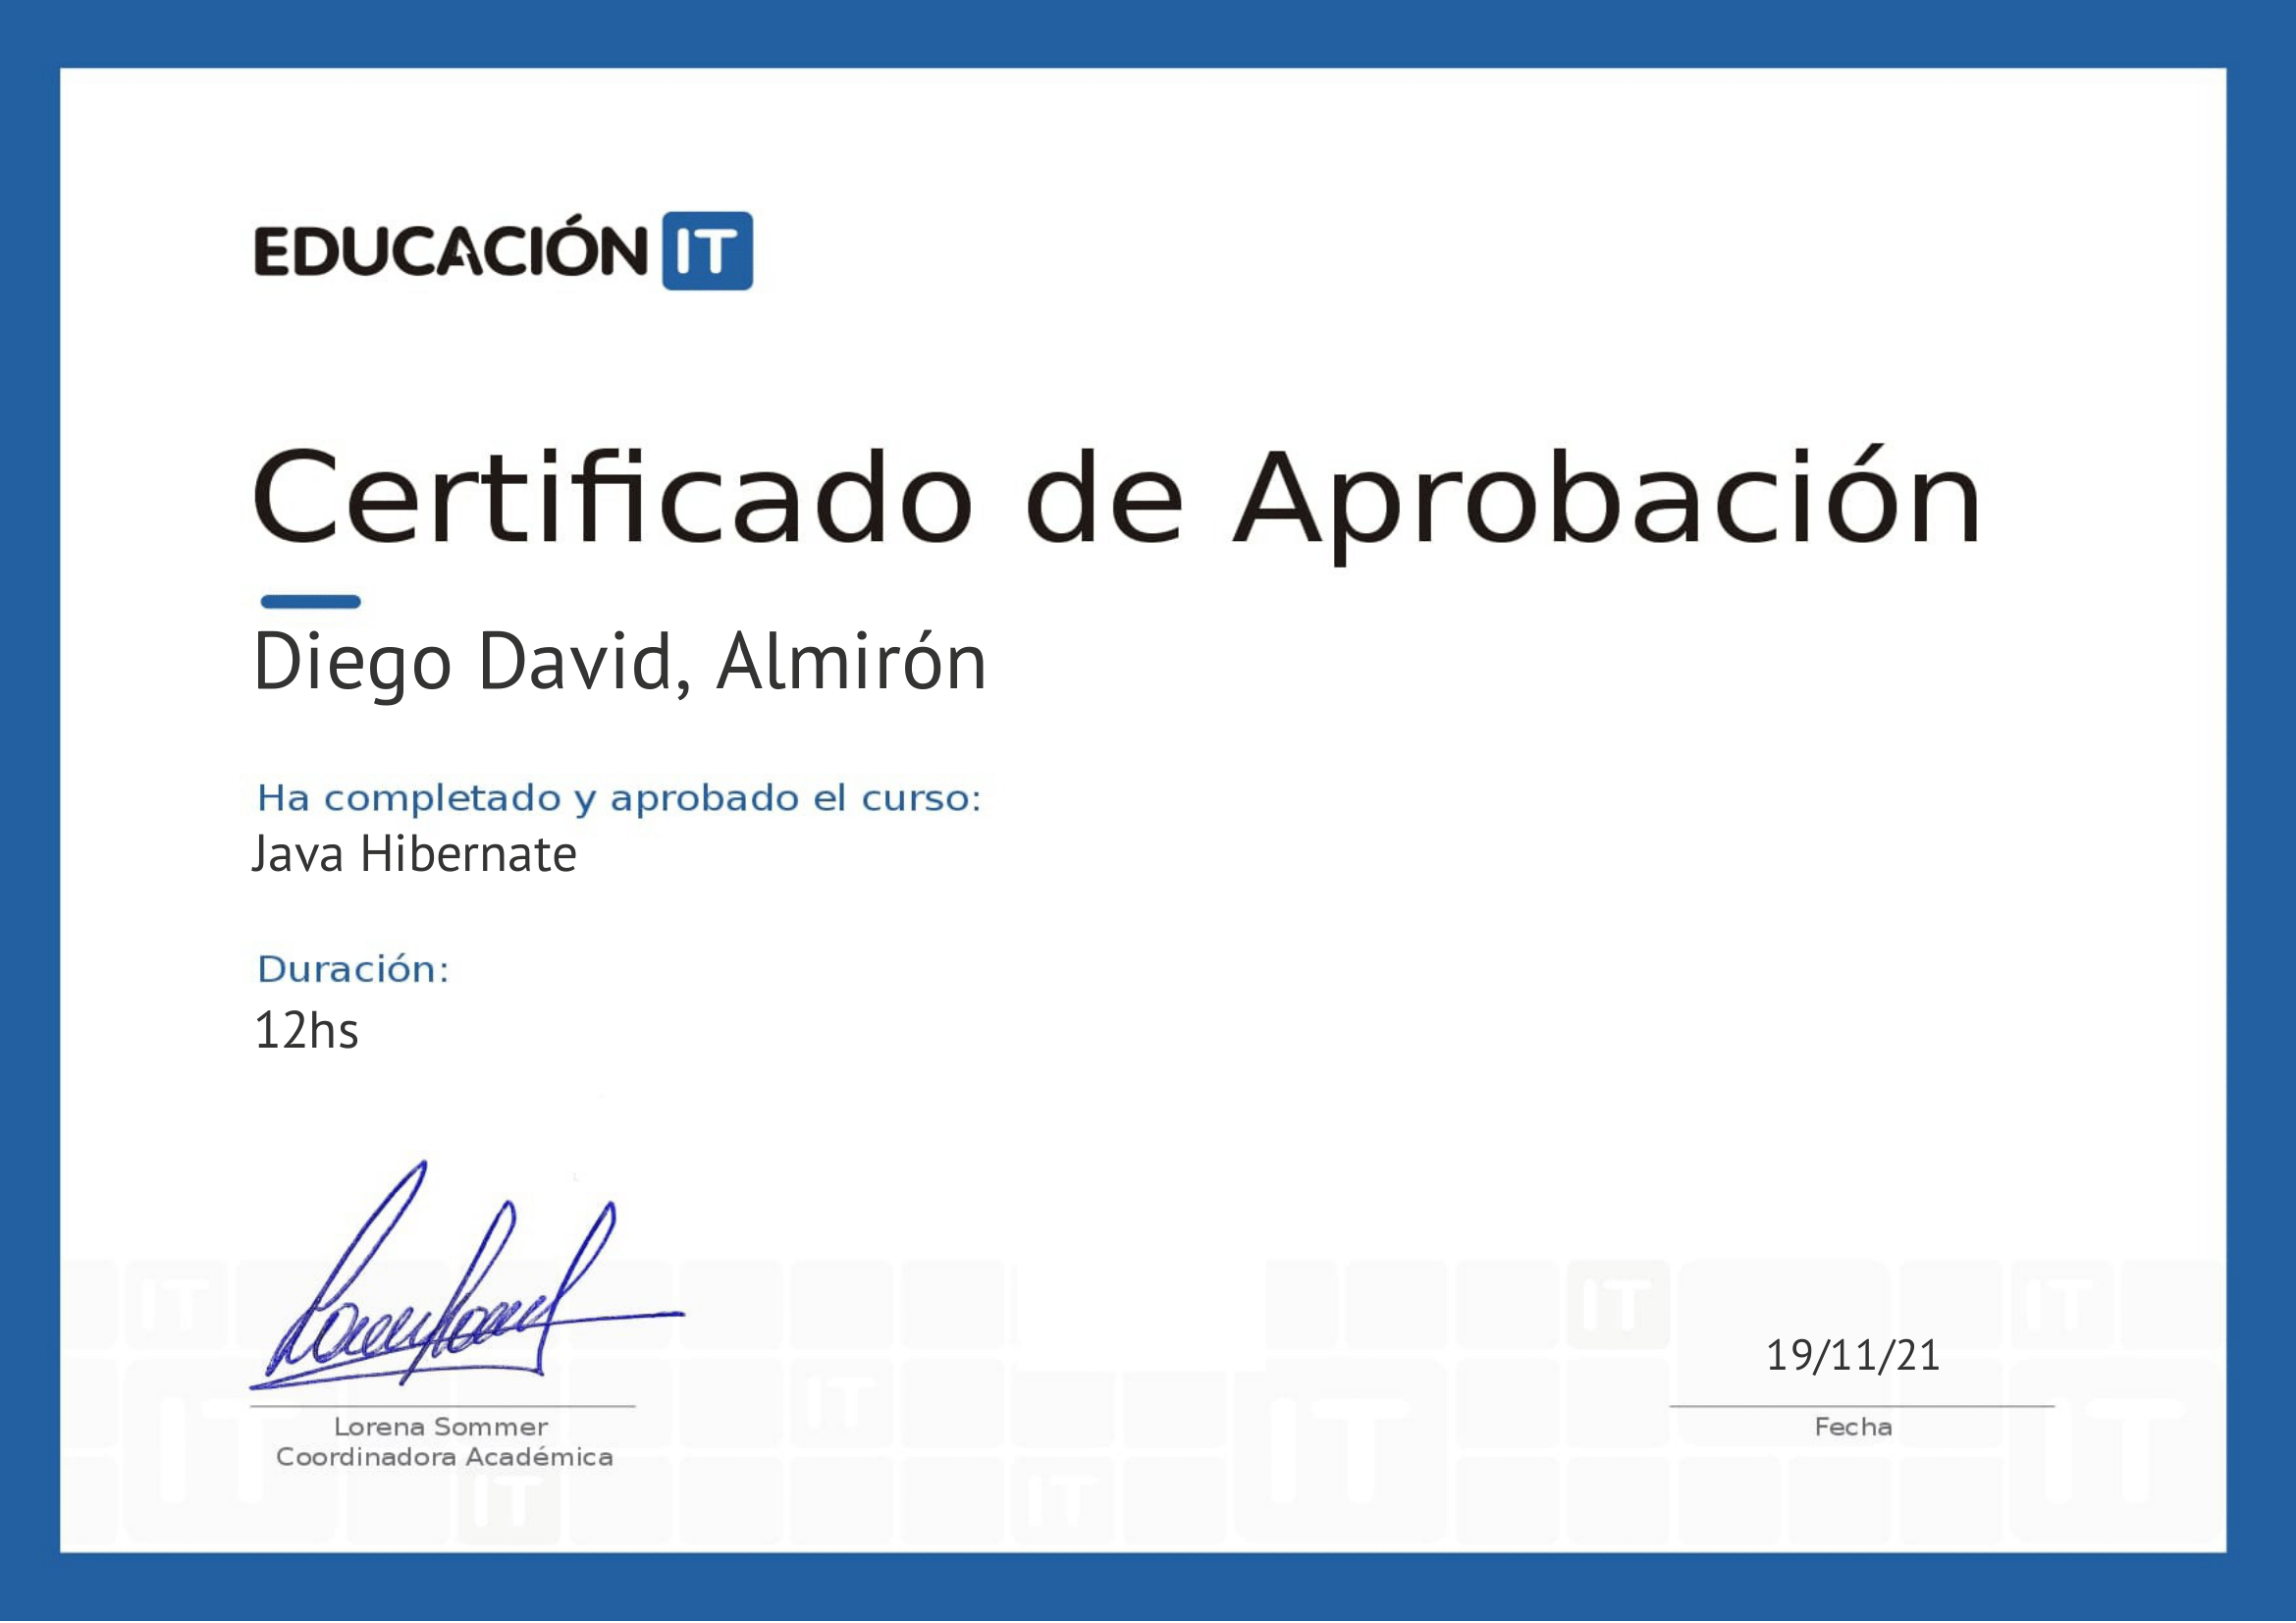 EDUCACIÓN IT
Certificado de Aprobación
Diego David, Almirón
Ha completado y aprobado el curso:
Java Hibernate
Duración:
12hs
19/11/21
Lorena Sommer
Coordinadora Académica
Fecha